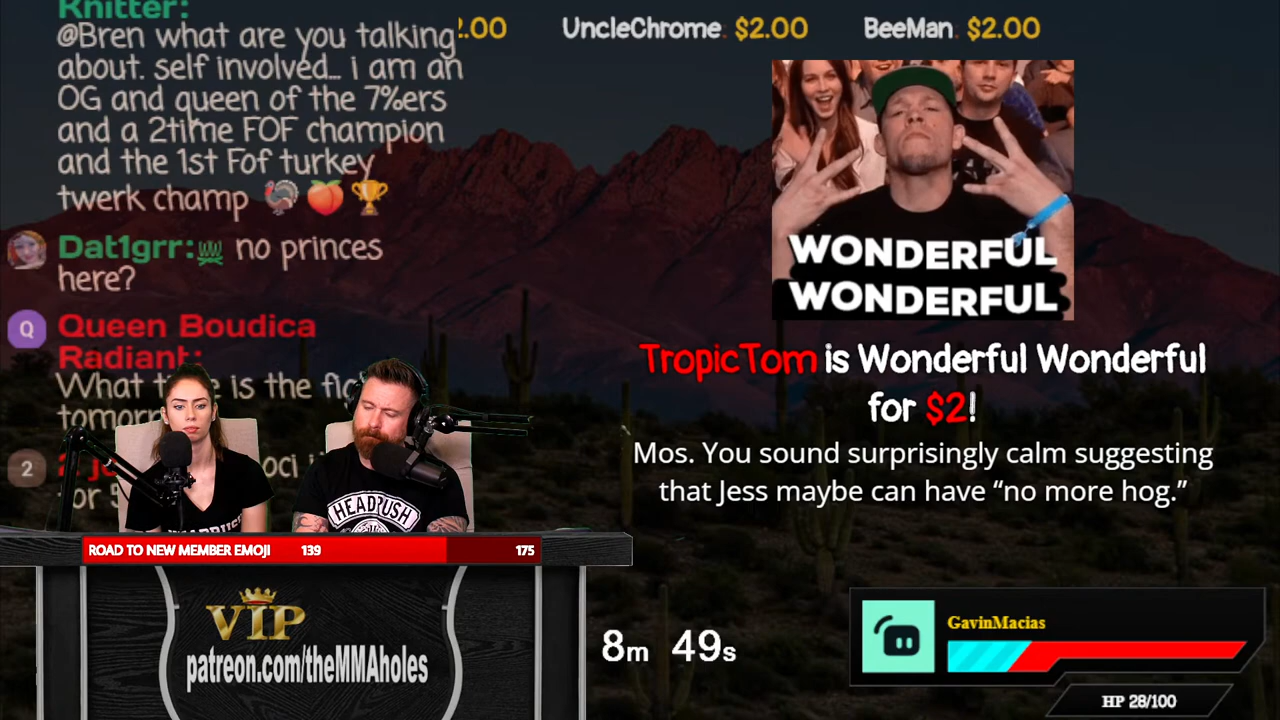 Knitter:
@Bren what are you talking
about. self involved... i am an
OG and queen of the 7%ers
and a 2time FOF champion
and the 1st Fof turkey
twerk champ 🦃🍑🏆
Dat1grr: no princes
here?
Q
Queen Boudica
Radiant:
What is the
2
.00 UncleChrome: $2.00 BeeMan: $2.00
WONDERFUL
WONDERFUL
TropicTom is Wonderful Wonderful
for $2!
Mos. You sound surprisingly calm suggesting
that Jess maybe can have “no more hog.”
HEADRUSH
ROAD TO NEW MEMBER EMOJI 139 175
VIP
patreon.com/theMMAholes
8m 49s
GavinMacias
HP 28/100